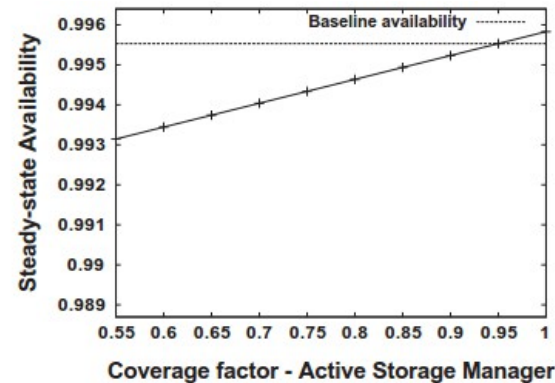 Baseline availability
0.996
0.995
0.994
0.993
0.992
0.991
0.99
0.989
Steady-state Availability
0.55 0.6 0.65 0.7 0.75 0.8 0.85 0.9 0.95 1
Coverage factor - Active Storage Manager